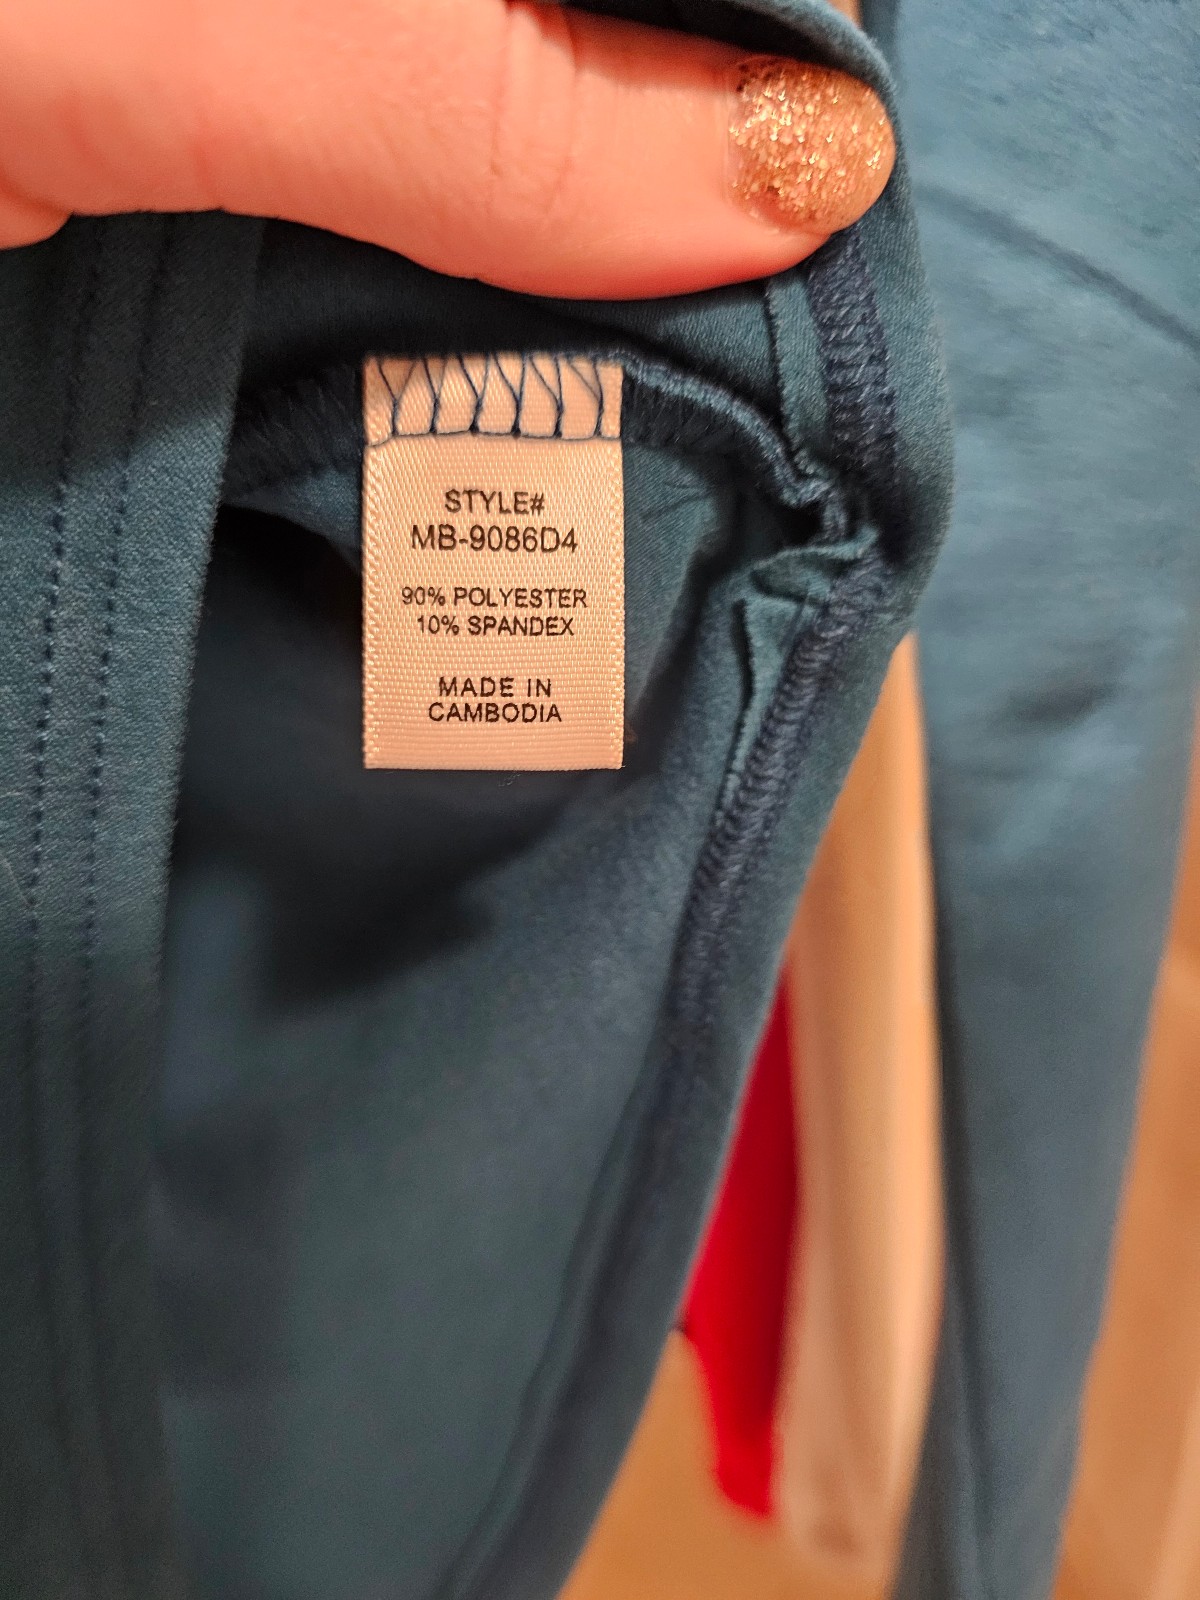 STYLE#
MB-9086D4
90% POLYESTER
10% SPANDEX
MADE IN
CAMBODIA